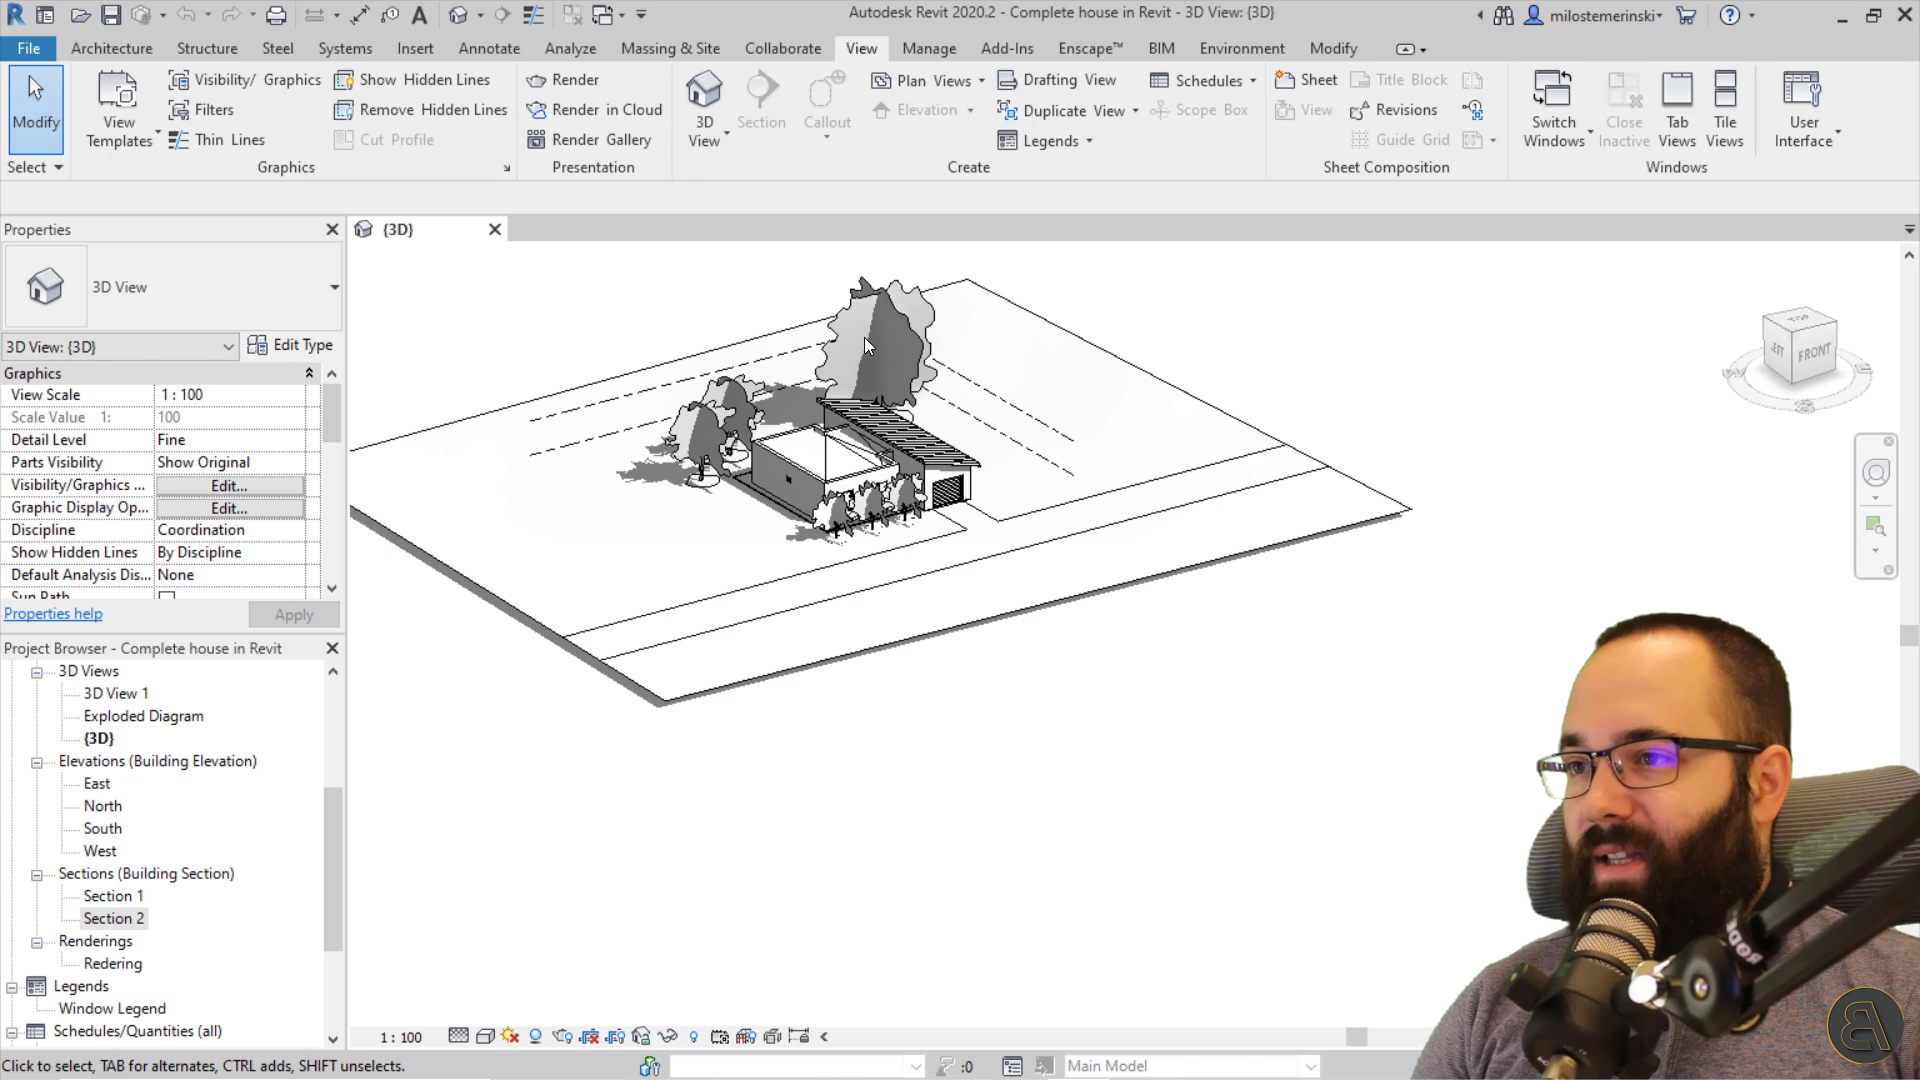 Autodesk Revit 2020.2 - Complete house in Revit - 3D View: {3D}
milostemerinski
File Architecture Structure Steel Systems Insert Annotate Analyze Massing & Site Collaborate View Manage Add-Ins Enscape™ BIM Environment Modify
Modify
Select
View Templates
Visibility/ Graphics
Filters
Thin Lines
Show Hidden Lines
Remove Hidden Lines
Cut Profile
Graphics
Render
Render in Cloud
Render Gallery
Presentation
3D View
Section
Callout
Plan Views
Elevation
Drafting View
Duplicate View
Legends
Schedules
Scope Box
Create
Sheet
View
Title Block
Revisions
Guide Grid
Sheet Composition
Switch Windows
Close Inactive
Tab Views
Tile Views
Windows
User Interface
Properties
3D View
3D View: {3D} Edit Type
Graphics
View Scale 1 : 100
Scale Value 1: 100
Detail Level Fine
Parts Visibility Show Original
Visibility/Graphics ... Edit...
Graphic Display Op... Edit...
Discipline Coordination
Show Hidden Lines By Discipline
Default Analysis Dis... None
Sun Path
Properties help Apply
Project Browser - Complete house in Revit
3D Views
3D View 1
Exploded Diagram
{3D}
Elevations (Building Elevation)
East
North
South
West
Sections (Building Section)
Section 1
Section 2
Renderings
Redering
Legends
Window Legend
Schedules/Quantities (all)
{3D}
TOP
FRONT
1 : 100
Click to select, TAB for alternates, CTRL adds, SHIFT unselects.
:0
Main Model